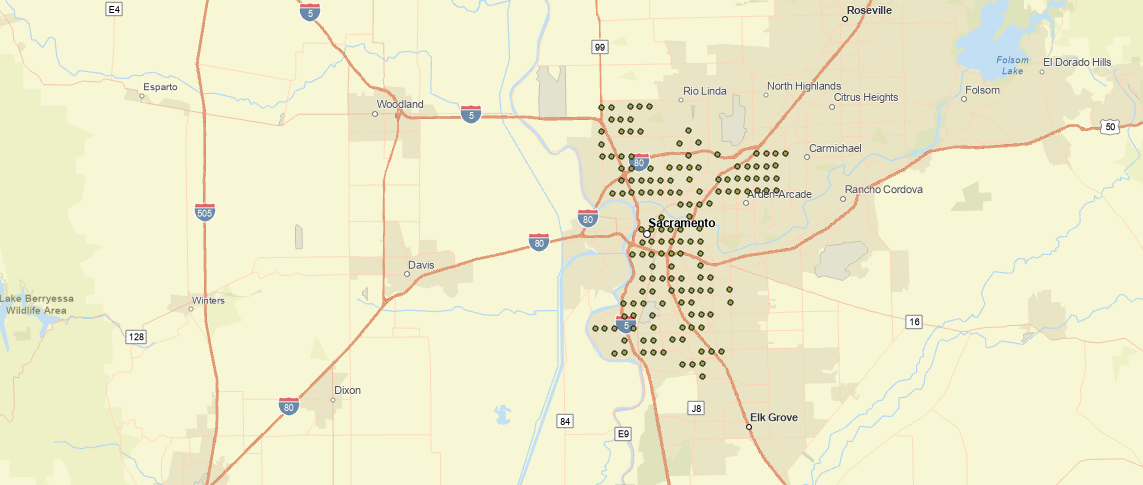 E4
5
Roseville
99
Folsom
Lake
El Dorado Hills
Esparto
Rio Linda
North Highlands
Folsom
Woodland
Citrus Heights
5
50
Carmichael
80
Rancho Cordova
Arden-Arcade
505
80
Sacramento
80
Davis
Lake Berryessa
Wildlife Area
Winters
128
16
5
Dixon
80
J8
Elk Grove
84
E9